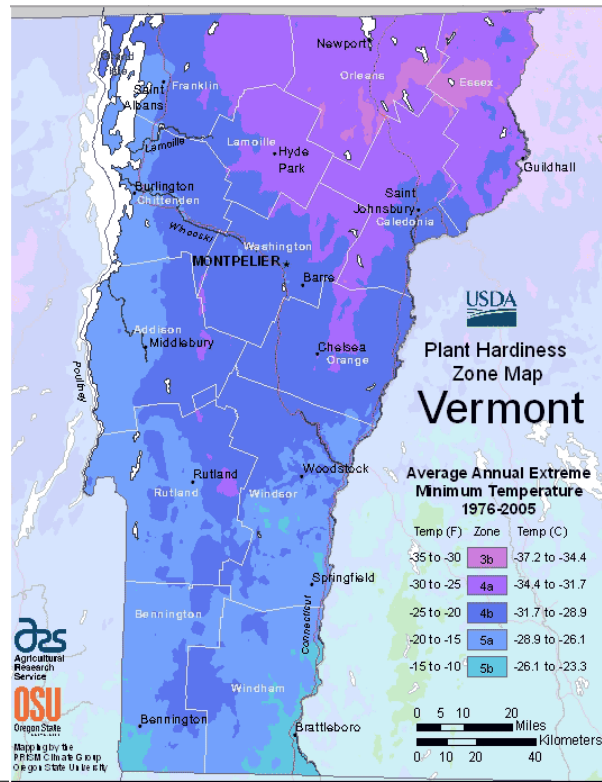 Newport
Orleans
Essex
Grand
Isle
Franklin
Saint
Albans
Lamoille
Lamoille
Hyde
Park
Guildhall
Burlington
Chittenden
Saint
Johnsbury
Caledonia
Winooski
Washington
MONTPELIER
Barre
USDA
Addison
Middlebury
Chelsea
Orange
Plant Hardiness
Zone Map
Vermont
Poultney
Rutland
Rutland
Woodstock
Windsor
Average Annual Extreme
Minimum Temperature
1976-2005
Temp (F) Zone Temp (C)
-35 to -30 3b -37.2 to -34.4
-30 to -25 4a -34.4 to -31.7
-25 to -20 4b -31.7 to -28.9
-20 to -15 5a -28.9 to -26.1
-15 to -10 5b -26.1 to -23.3
Springfield
Connecticut
Bennington
Windham
Bennington
Brattleboro
ars
Agricultural
Research
Service
OSU
Oregon State
Mapping by the
PRISM Climate Group
Oregon State University
0 5 10 20
Miles
Kilometers
0 10 20 40